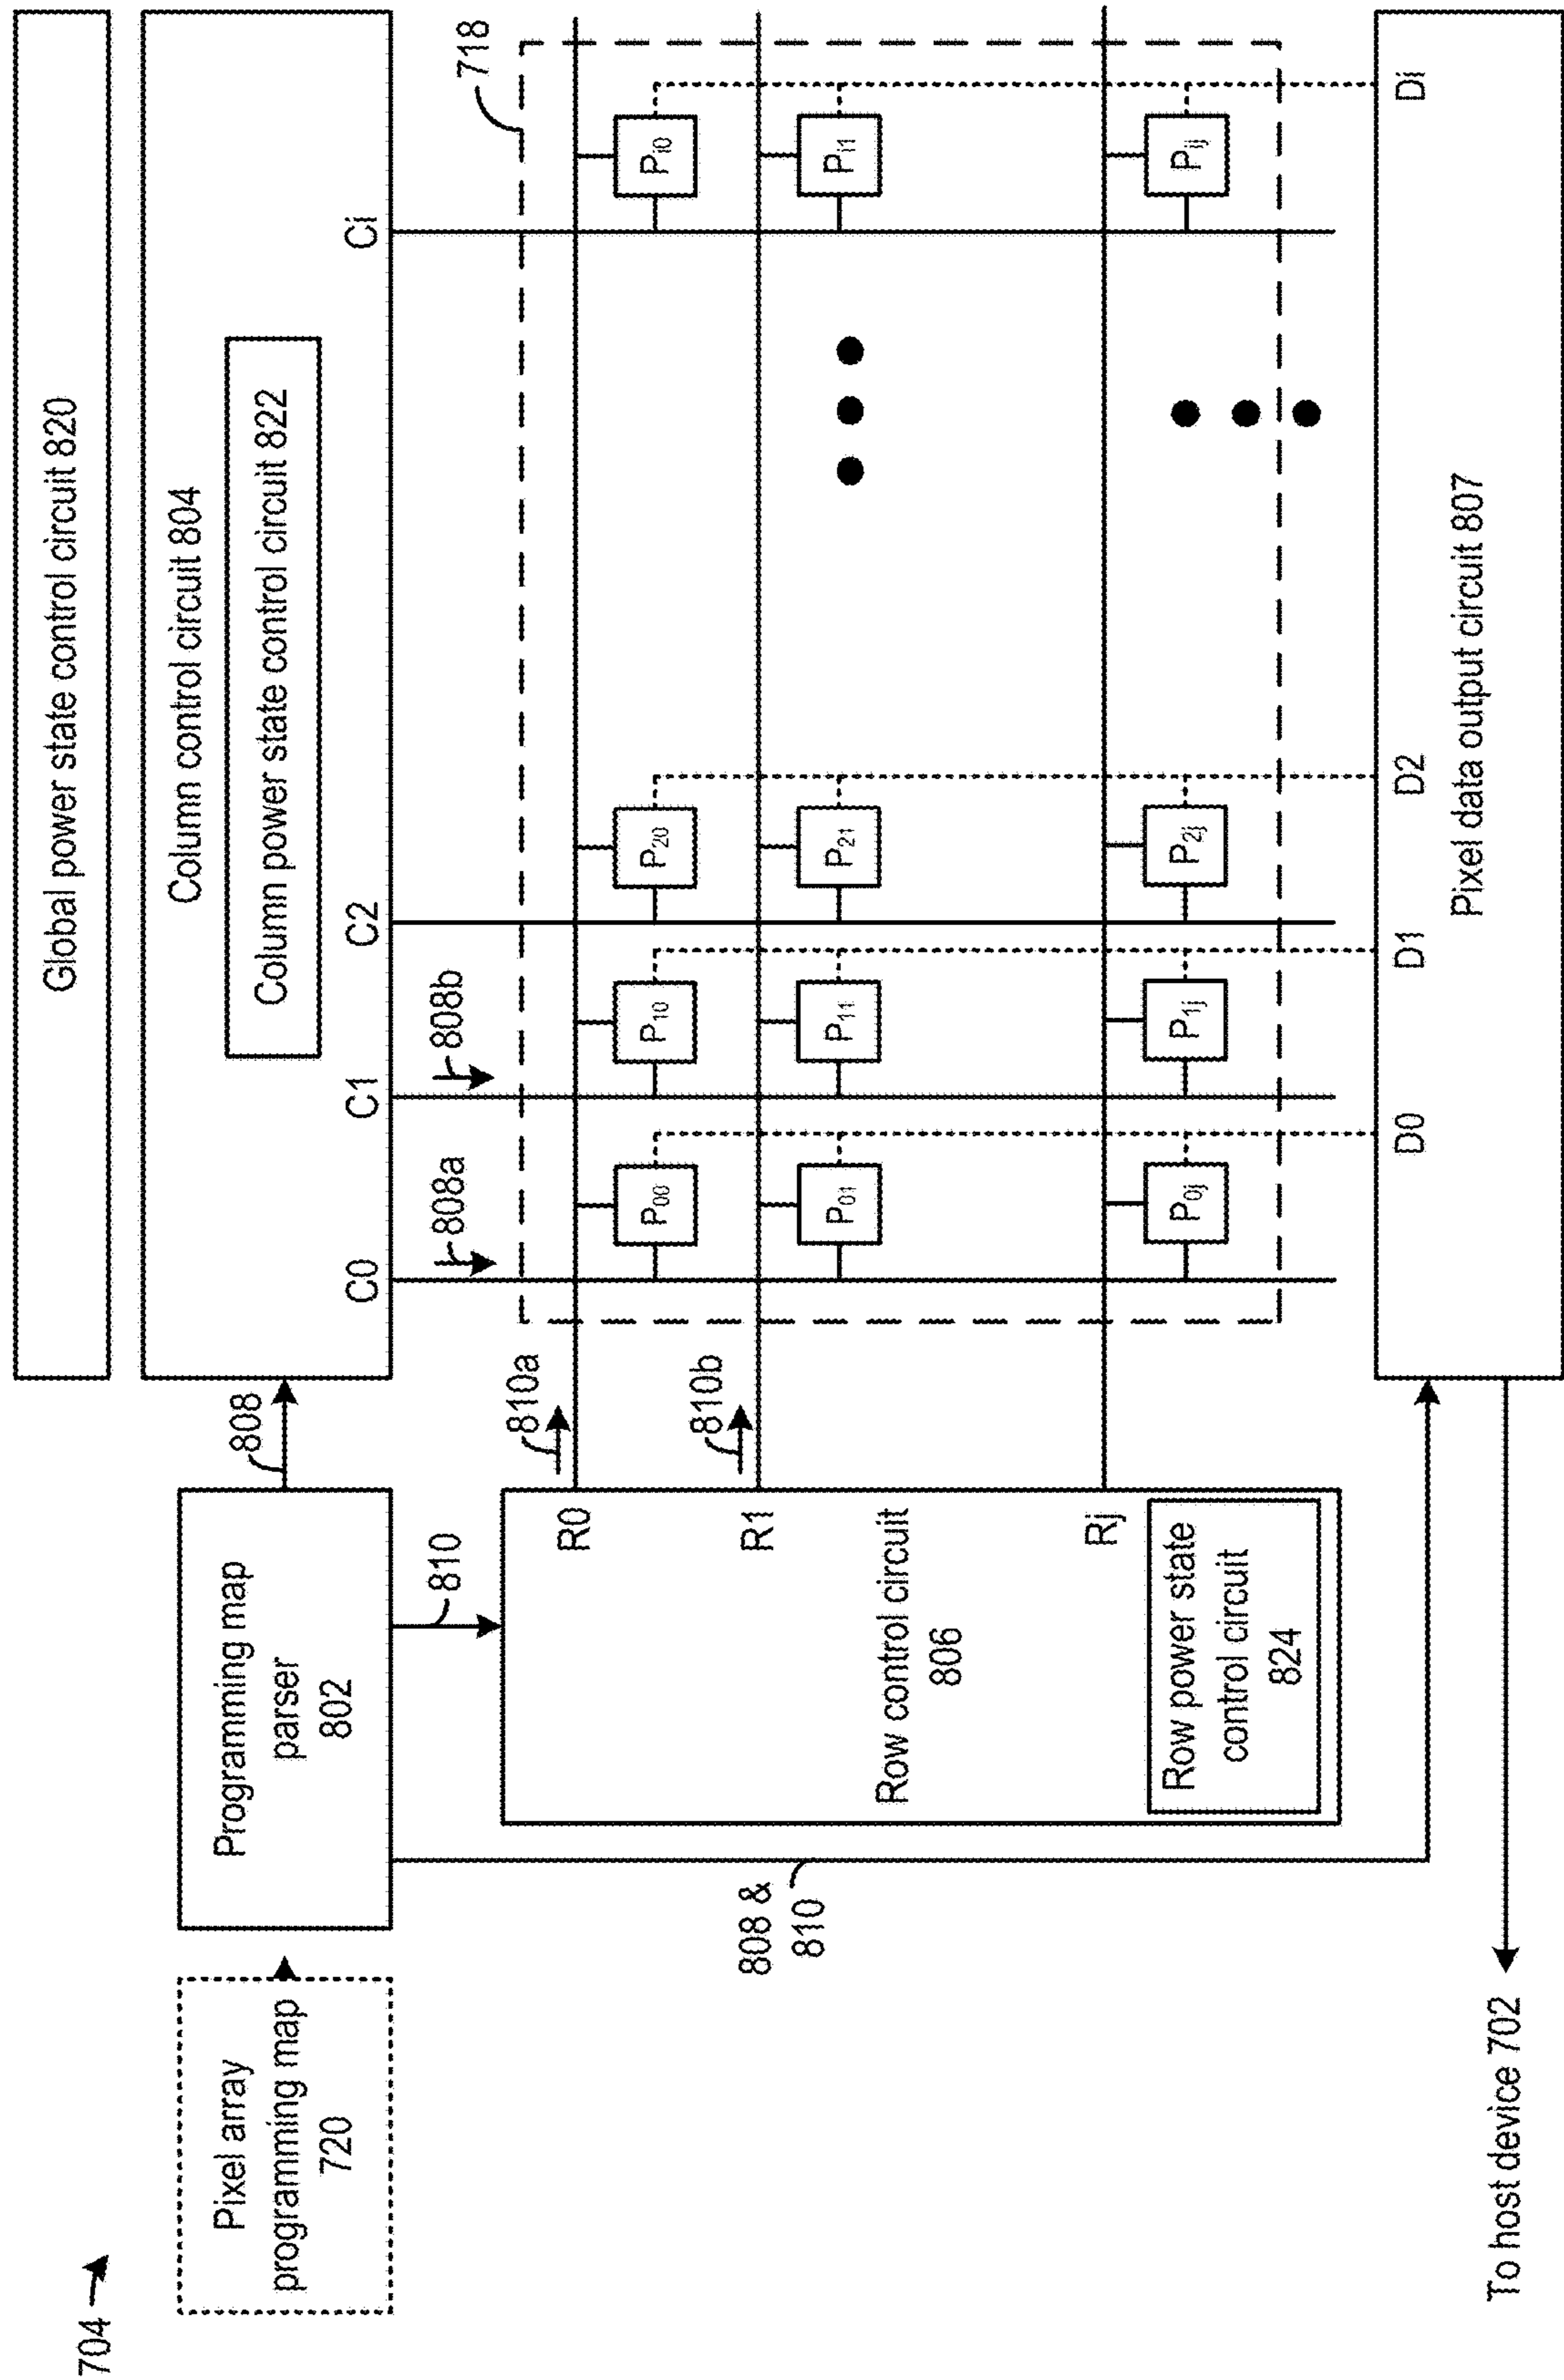 704
Global power state control circuit 820
Pixel array
programming map
720
Programming map
parser
802
808
Column control circuit 804
Column power state control circuit 822
C0
C1
C2
Ci
810
808a
808b
718
810a
R0
P00
P10
P20
Pi0
810b
R1
P01
P11
P21
Pi1
Row control circuit
806
Rj
P0j
P1j
P2j
Pij
Row power state
control circuit
824
808 &
810
D0
D1
D2
Di
Pixel data output circuit 807
To host device 702